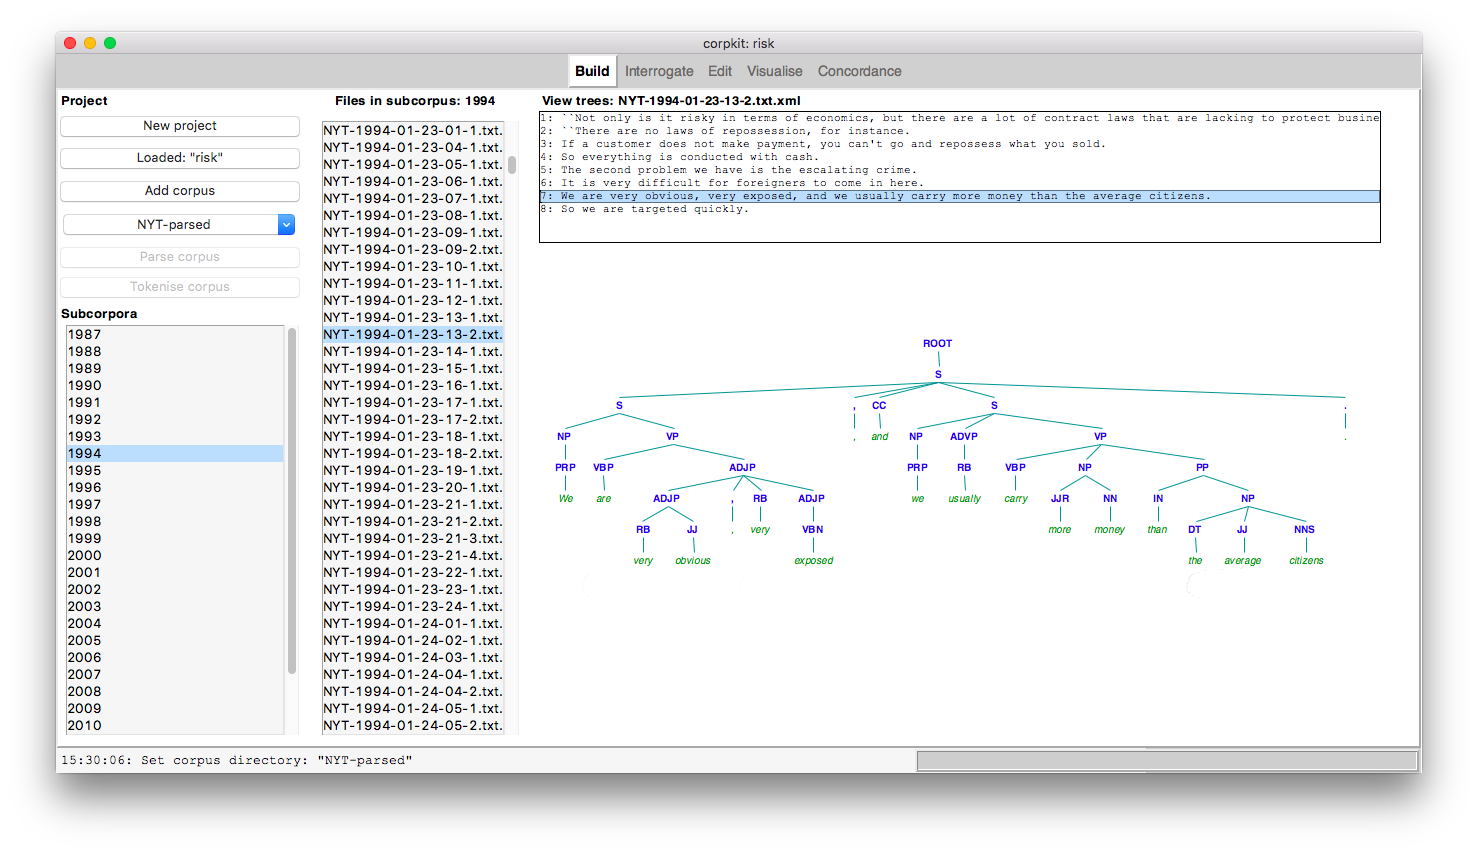 corpkit: risk
Build Interrogate Edit Visualise Concordance
Project
New project
Loaded: "risk"
Add corpus
NYT-parsed
Parse corpus
Tokenise corpus
Subcorpora
1987
1988
1989
1990
1991
1992
1993
1994
1995
1996
1997
1998
1999
2000
2001
2002
2003
2004
2005
2006
2007
2008
2009
2010
Files in subcorpus: 1994
NYT-1994-01-23-01-1.txt.
NYT-1994-01-23-04-1.txt.
NYT-1994-01-23-05-1.txt.
NYT-1994-01-23-06-1.txt.
NYT-1994-01-23-07-1.txt.
NYT-1994-01-23-08-1.txt.
NYT-1994-01-23-09-1.txt.
NYT-1994-01-23-09-2.txt.
NYT-1994-01-23-10-1.txt.
NYT-1994-01-23-11-1.txt.
NYT-1994-01-23-12-1.txt.
NYT-1994-01-23-13-1.txt.
NYT-1994-01-23-13-2.txt.
NYT-1994-01-23-14-1.txt.
NYT-1994-01-23-15-1.txt.
NYT-1994-01-23-16-1.txt.
NYT-1994-01-23-17-1.txt.
NYT-1994-01-23-17-2.txt.
NYT-1994-01-23-18-1.txt.
NYT-1994-01-23-18-2.txt.
NYT-1994-01-23-19-1.txt.
NYT-1994-01-23-20-1.txt.
NYT-1994-01-23-21-1.txt.
NYT-1994-01-23-21-2.txt.
NYT-1994-01-23-21-3.txt.
NYT-1994-01-23-21-4.txt.
NYT-1994-01-23-22-1.txt.
NYT-1994-01-23-23-1.txt.
NYT-1994-01-23-24-1.txt.
NYT-1994-01-24-01-1.txt.
NYT-1994-01-24-02-1.txt.
NYT-1994-01-24-03-1.txt.
NYT-1994-01-24-04-1.txt.
NYT-1994-01-24-04-2.txt.
NYT-1994-01-24-05-1.txt.
NYT-1994-01-24-05-2.txt.
View trees: NYT-1994-01-23-13-2.txt.xml
1: ``Not only is it risky in terms of economics, but there are a lot of contract laws that are lacking to protect busine
2: ``There are no laws of repossession, for instance.
3: If a customer does not make payment, you can't go and repossess what you sold.
4: So everything is conducted with cash.
5: The second problem we have is the escalating crime.
6: It is very difficult for foreigners to come in here.
7: We are very obvious, very exposed, and we usually carry more money than the average citizens.
8: So we are targeted quickly.
ROOT
S
S , CC S .
NP VP , and NP ADVP VP .
PRP VBP ADJP PRP RB VBP NP PP
We are ADJP , RB ADJP we usually carry JJR NN IN NP
RB JJ , very VBN more money than DT JJ NNS
very obvious exposed the average citizens
15:30:06: Set corpus directory: "NYT-parsed"